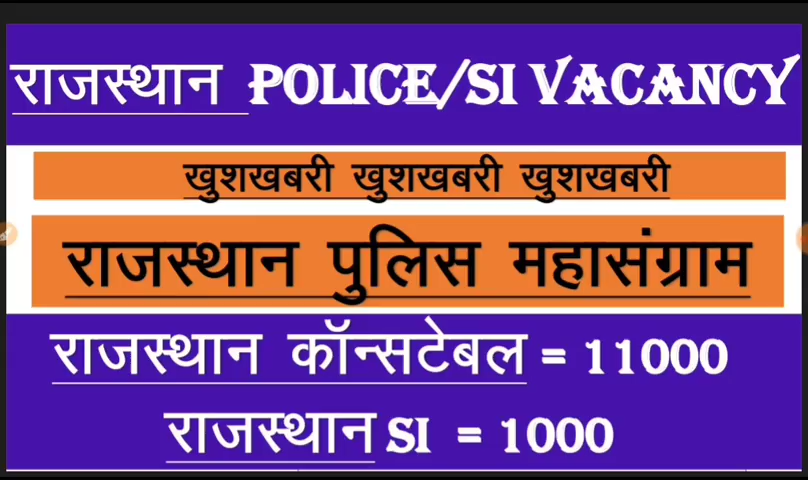 राजस्थान POLICE/SI VACANCY
खुशखबरी खुशखबरी खुशखबरी
राजस्थान पुलिस महासंग्राम
राजस्थान कॉन्सटेबल = 11000
राजस्थान SI = 1000